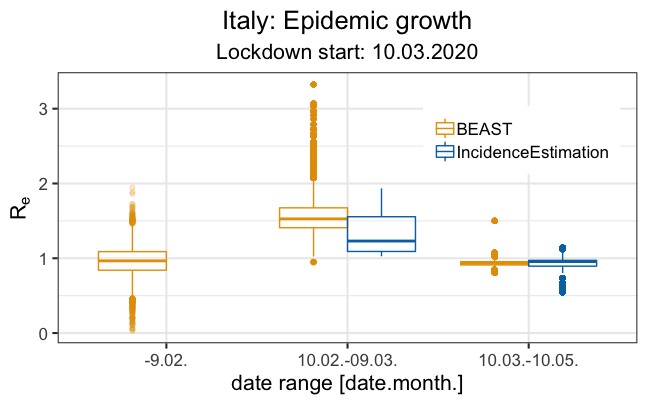 Italy: Epidemic growth
Lockdown start: 10.03.2020
3
2
1
0
Re
BEAST
IncidenceEstimation
-9.02.
10.02.-09.03.
10.03.-10.05.
date range [date.month.]